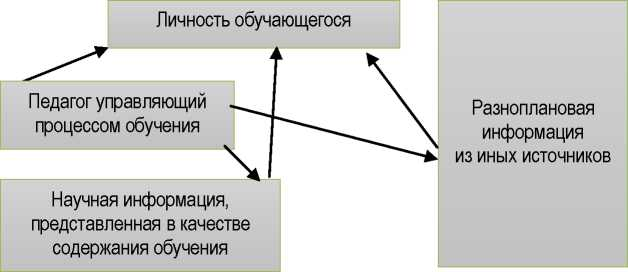 Личность обучающегося
Педагог управляющий
процессом обучения
Разноплановая
информация
из иных источников
Научная информация,
представленная в качестве
содержания обучения